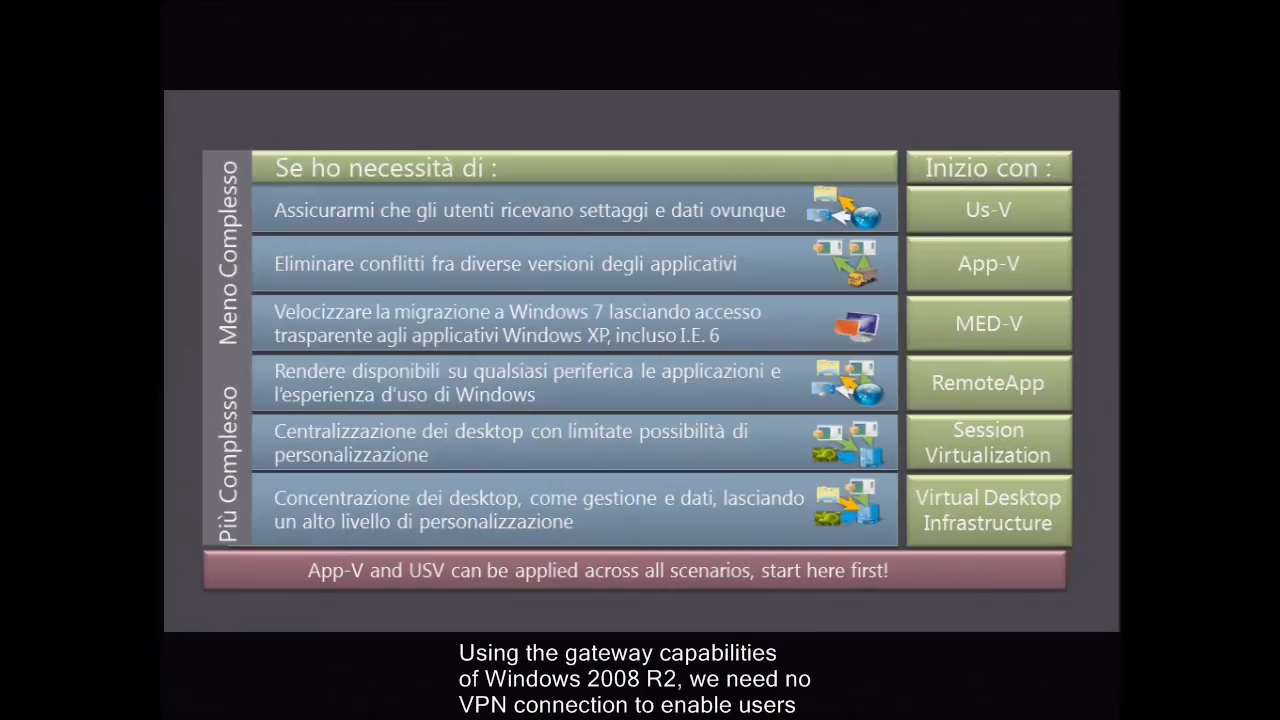 Meno Complesso
Più Complesso
Se ho necessità di :
Inizio con :
Assicurarmi che gli utenti ricevano settaggi e dati ovunque
Us-V
Eliminare conflitti fra diverse versioni degli applicativi
App-V
Velocizzare la migrazione a Windows 7 lasciando accesso
trasparente agli applicativi Windows XP, incluso I.E. 6
MED-V
Rendere disponibili su qualsiasi periferica le applicazioni e
l'esperienza d'uso di Windows
RemoteApp
Centralizzazione dei desktop con limitate possibilità di
personalizzazione
Session
Virtualization
Concentrazione dei desktop, come gestione e dati, lasciando
un alto livello di personalizzazione
Virtual Desktop
Infrastructure
App-V and USV can be applied across all scenarios, start here first!
Using the gateway capabilities
of Windows 2008 R2, we need no
VPN connection to enable users